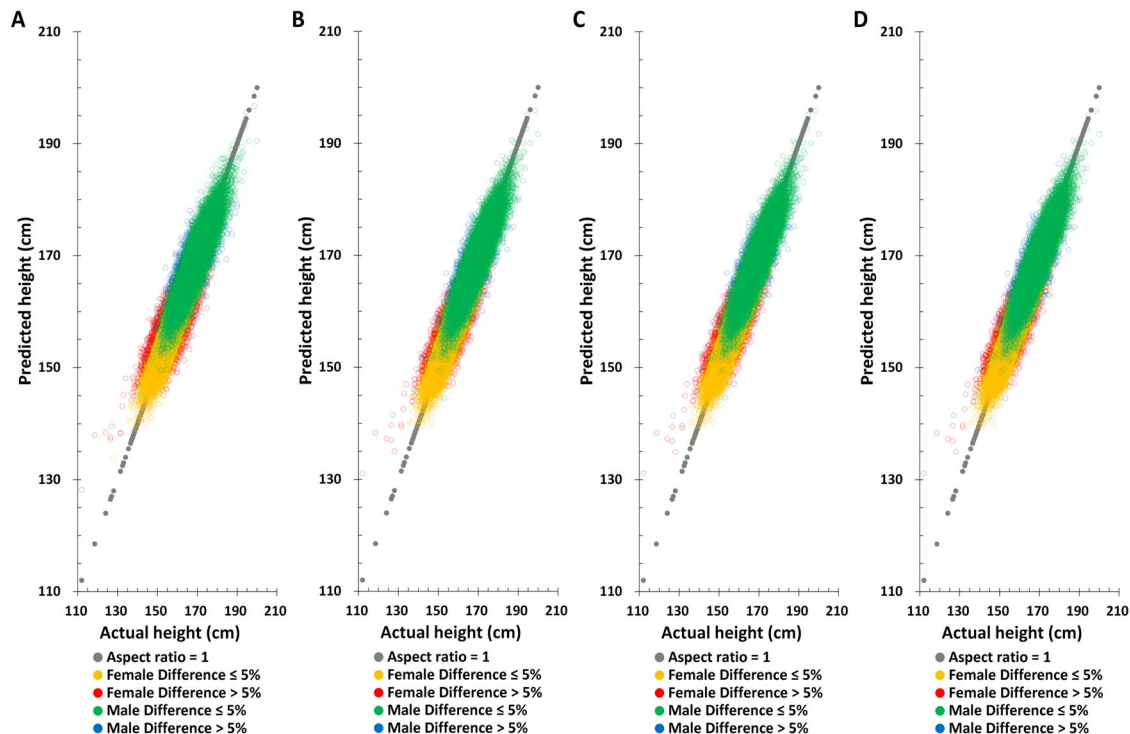 A
210
190
170
150
130
110
110 130 150 170 190 210
Predicted height (cm)
Actual height (cm)
Aspect ratio = 1
Female Difference ≤ 5%
Female Difference > 5%
Male Difference ≤ 5%
Male Difference > 5%
B
210
190
170
150
130
110
110 130 150 170 190 210
Predicted height (cm)
Actual height (cm)
Aspect ratio = 1
Female Difference ≤ 5%
Female Difference > 5%
Male Difference ≤ 5%
Male Difference > 5%
C
210
190
170
150
130
110
110 130 150 170 190 210
Predicted height (cm)
Actual height (cm)
Aspect ratio = 1
Female Difference ≤ 5%
Female Difference > 5%
Male Difference ≤ 5%
Male Difference > 5%
D
210
190
170
150
130
110
110 130 150 170 190 210
Predicted height (cm)
Actual height (cm)
Aspect ratio = 1
Female Difference ≤ 5%
Female Difference > 5%
Male Difference ≤ 5%
Male Difference > 5%